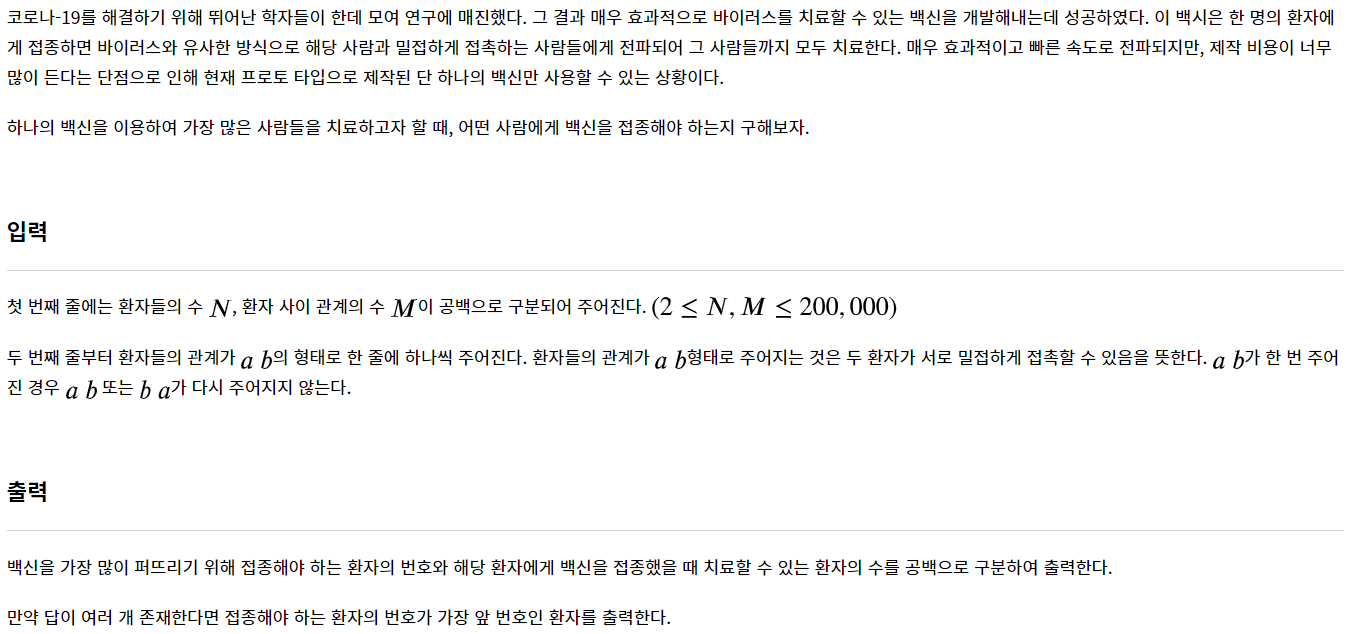 코로나-19를 해결하기 위해 뛰어난 학자들이 한데 모여 연구에 매진했다. 그 결과 매우 효과적으로 바이러스를 치료할 수 있는 백신을 개발해내는데 성공하였다. 이 백시은 한 명의 환자에
게 접종하면 바이러스와 유사한 방식으로 해당 사람과 밀접하게 접촉하는 사람들에게 전파되어 그 사람들까지 모두 치료한다. 매우 효과적이고 빠른 속도로 전파되지만, 제작 비용이 너무
많이 든다는 단점으로 인해 현재 프로토 타입으로 제작된 단 하나의 백신만 사용할 수 있는 상황이다.
하나의 백신을 이용하여 가장 많은 사람들을 치료하고자 할 때, 어떤 사람에게 백신을 접종해야 하는지 구해보자.
입력
첫 번째 줄에는 환자들의 수 N, 환자 사이 관계의 수 M이 공백으로 구분되어 주어진다. (2 ≤ N, M ≤ 200,000)
두 번째 줄부터 환자들의 관계가 a b의 형태로 한 줄에 하나씩 주어진다. 환자들의 관계가 a b형태로 주어지는 것은 두 환자가 서로 밀접하게 접촉할 수 있음을 뜻한다. a b가 한 번 주어
진 경우 a b 또는 b a가 다시 주어지지 않는다.
출력
백신을 가장 많이 퍼뜨리기 위해 접종해야 하는 환자의 번호와 해당 환자에게 백신을 접종했을 때 치료할 수 있는 환자의 수를 공백으로 구분하여 출력한다.
만약 답이 여러 개 존재한다면 접종해야 하는 환자의 번호가 가장 앞 번호인 환자를 출력한다.